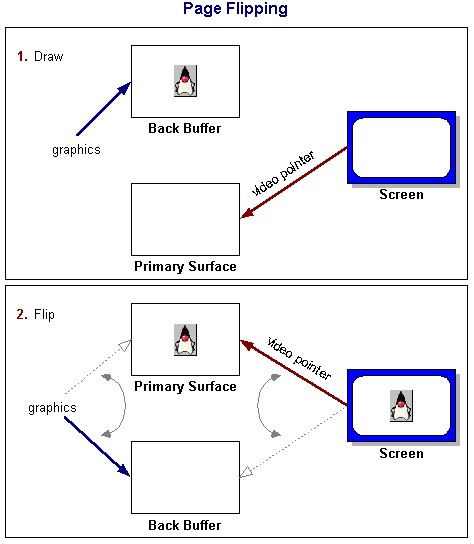 Page Flipping
1. Draw
Back Buffer
graphics
video pointer
Screen
Primary Surface
2. Flip
video pointer
Primary Surface
graphics
Screen
Back Buffer